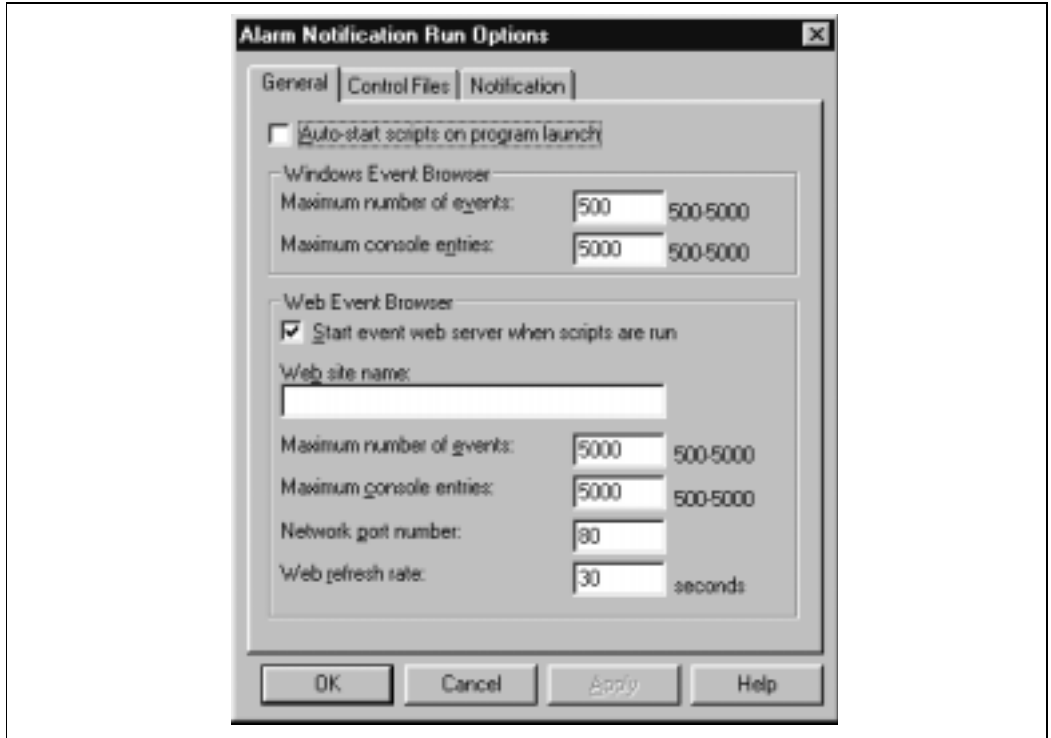 Alarm Notification Run Options
General Control Files Notification
Auto-start scripts on program launch
Windows Event Browser
Maximum number of events: 500 500-5000
Maximum console entries: 5000 500-5000
Web Event Browser
Start event web server when scripts are run
Web site name:
Maximum number of events: 5000 500-5000
Maximum console entries: 5000 500-5000
Network port number: 80
Web refresh rate: 30 seconds
OK Cancel Apply Help